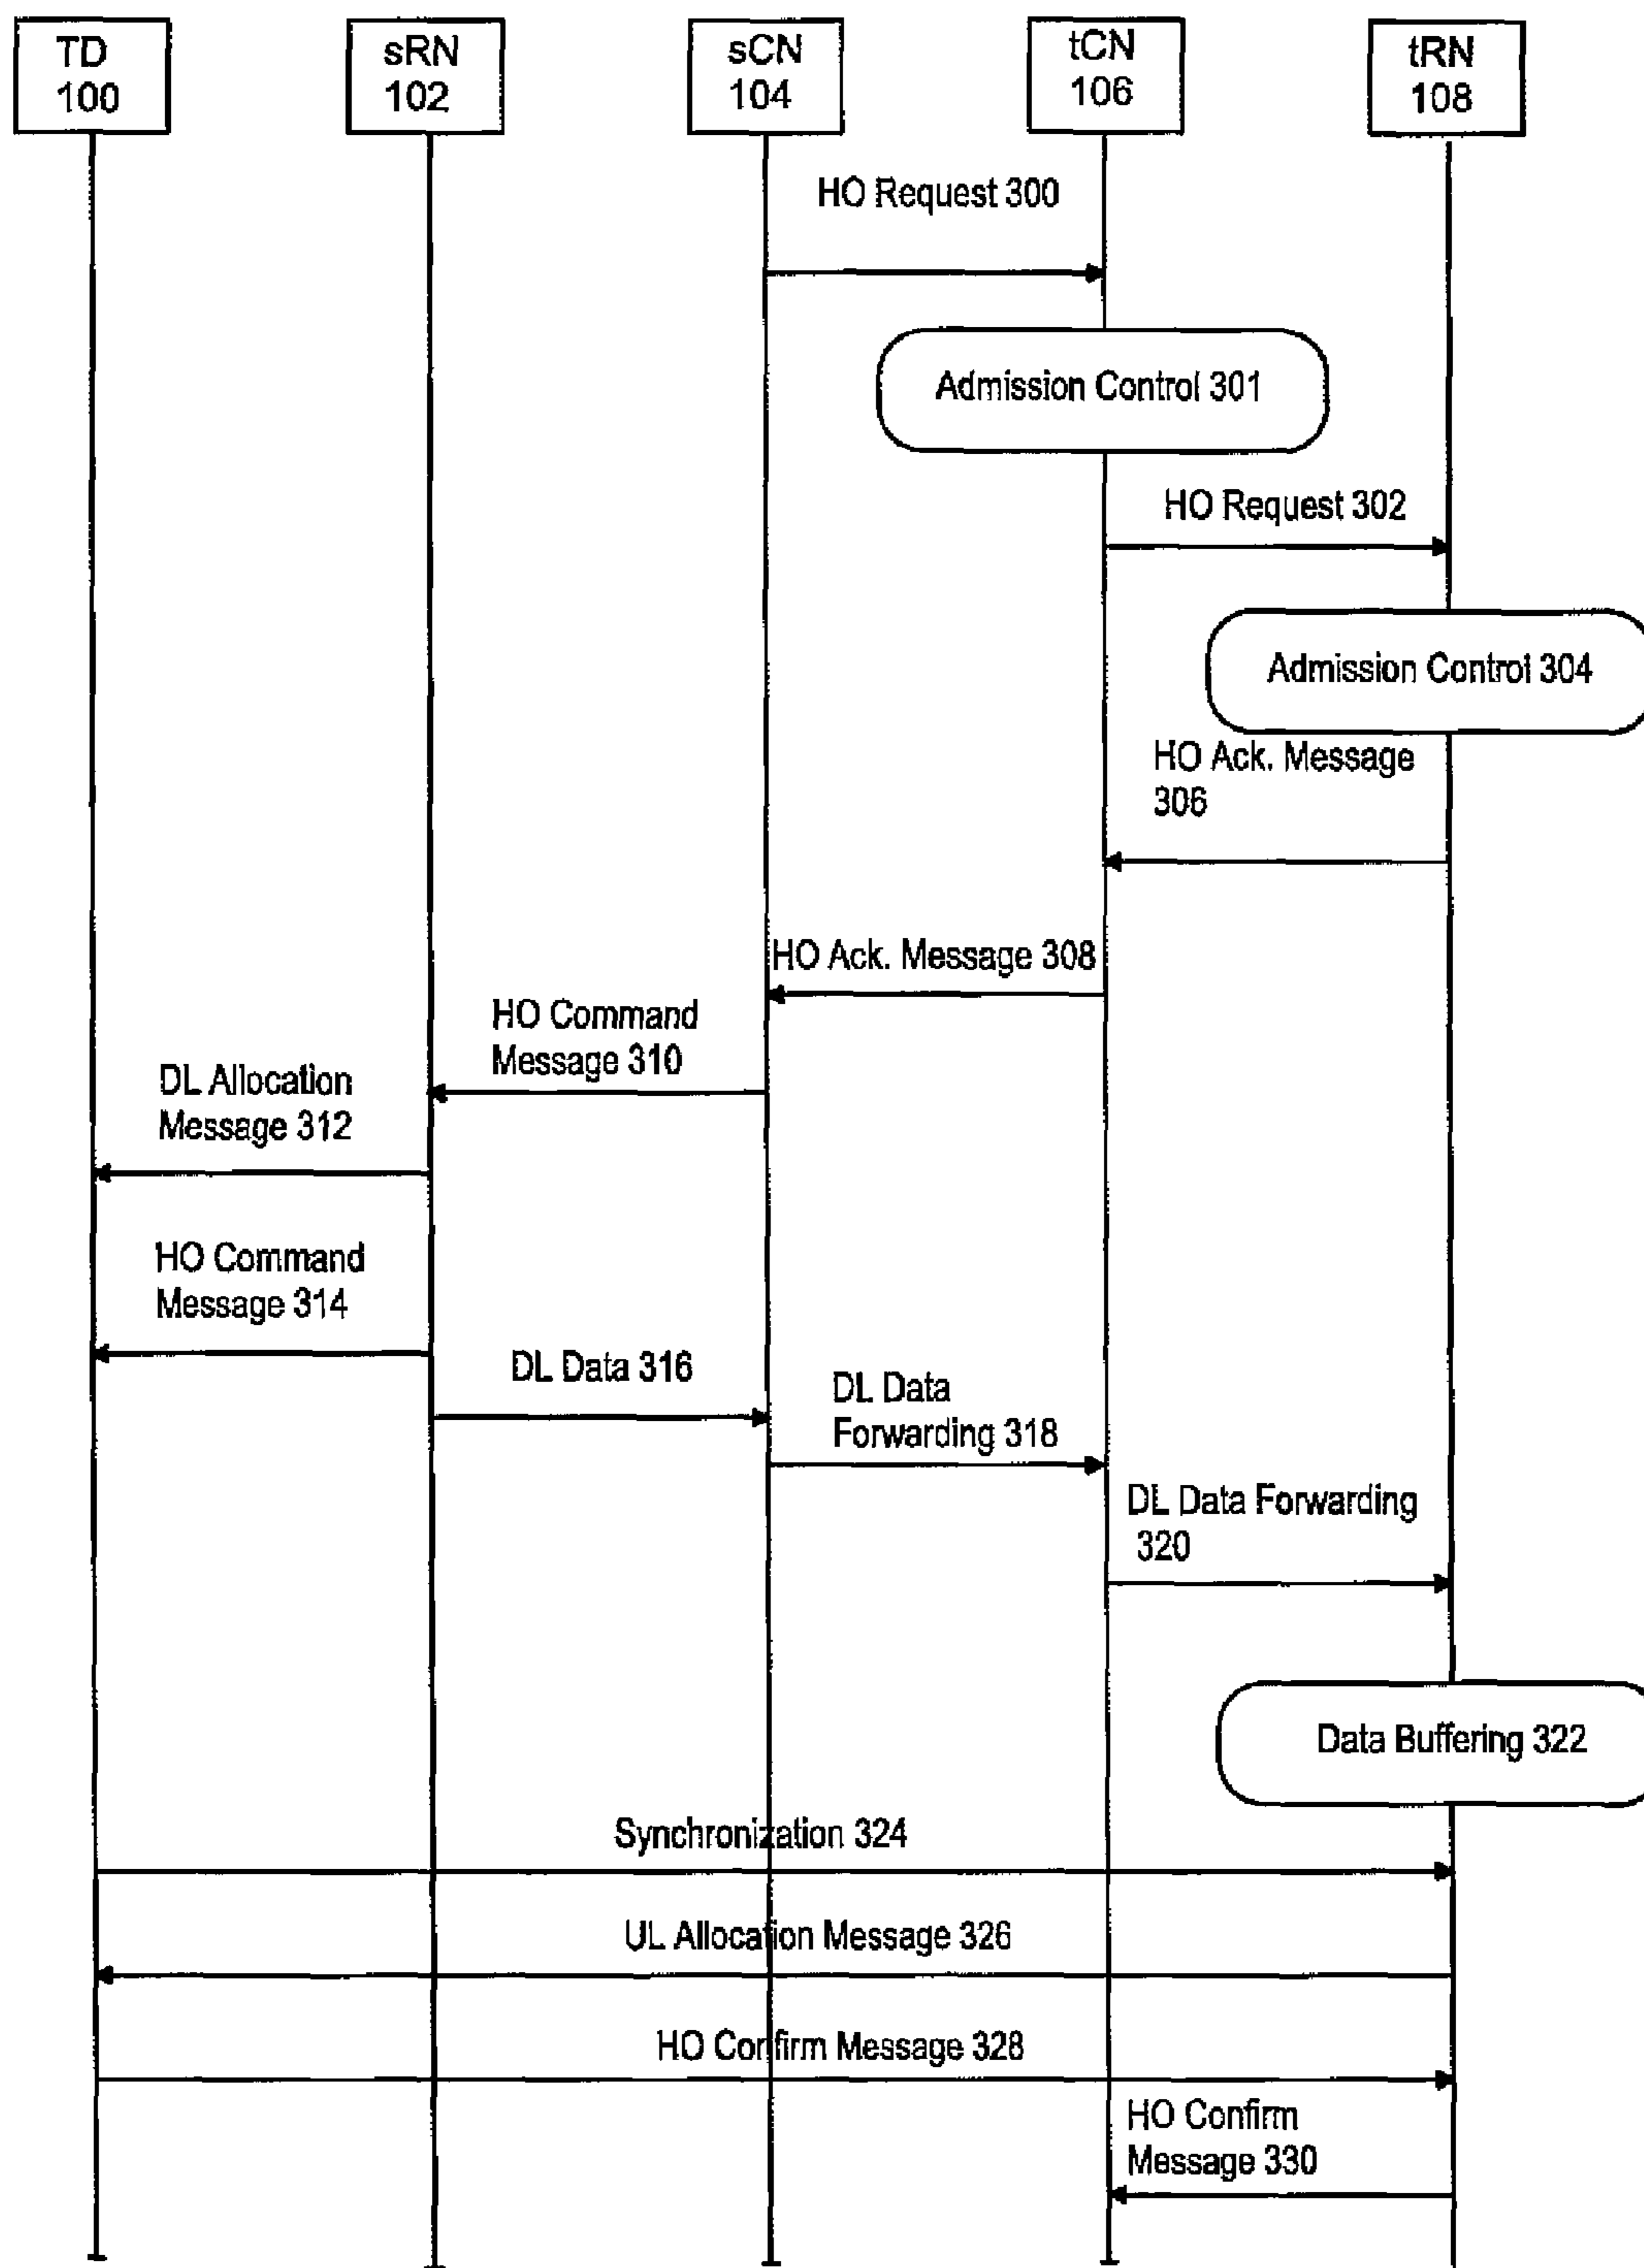 TD
100
sRN
102
sCN
104
tCN
106
tRN
108
HO Request 300
Admission Control 301
HO Request 302
Admission Control 304
HO Ack. Message
306
HO Ack. Message 308
HO Command
Message 310
DL Allocation
Message 312
HO Command
Message 314
DL Data 316
DL Data
Forwarding 318
DL Data Forwarding
320
Data Buffering 322
Synchronization 324
UL Allocation Message 326
HO Confirm Message 328
HO Confirm
Message 330